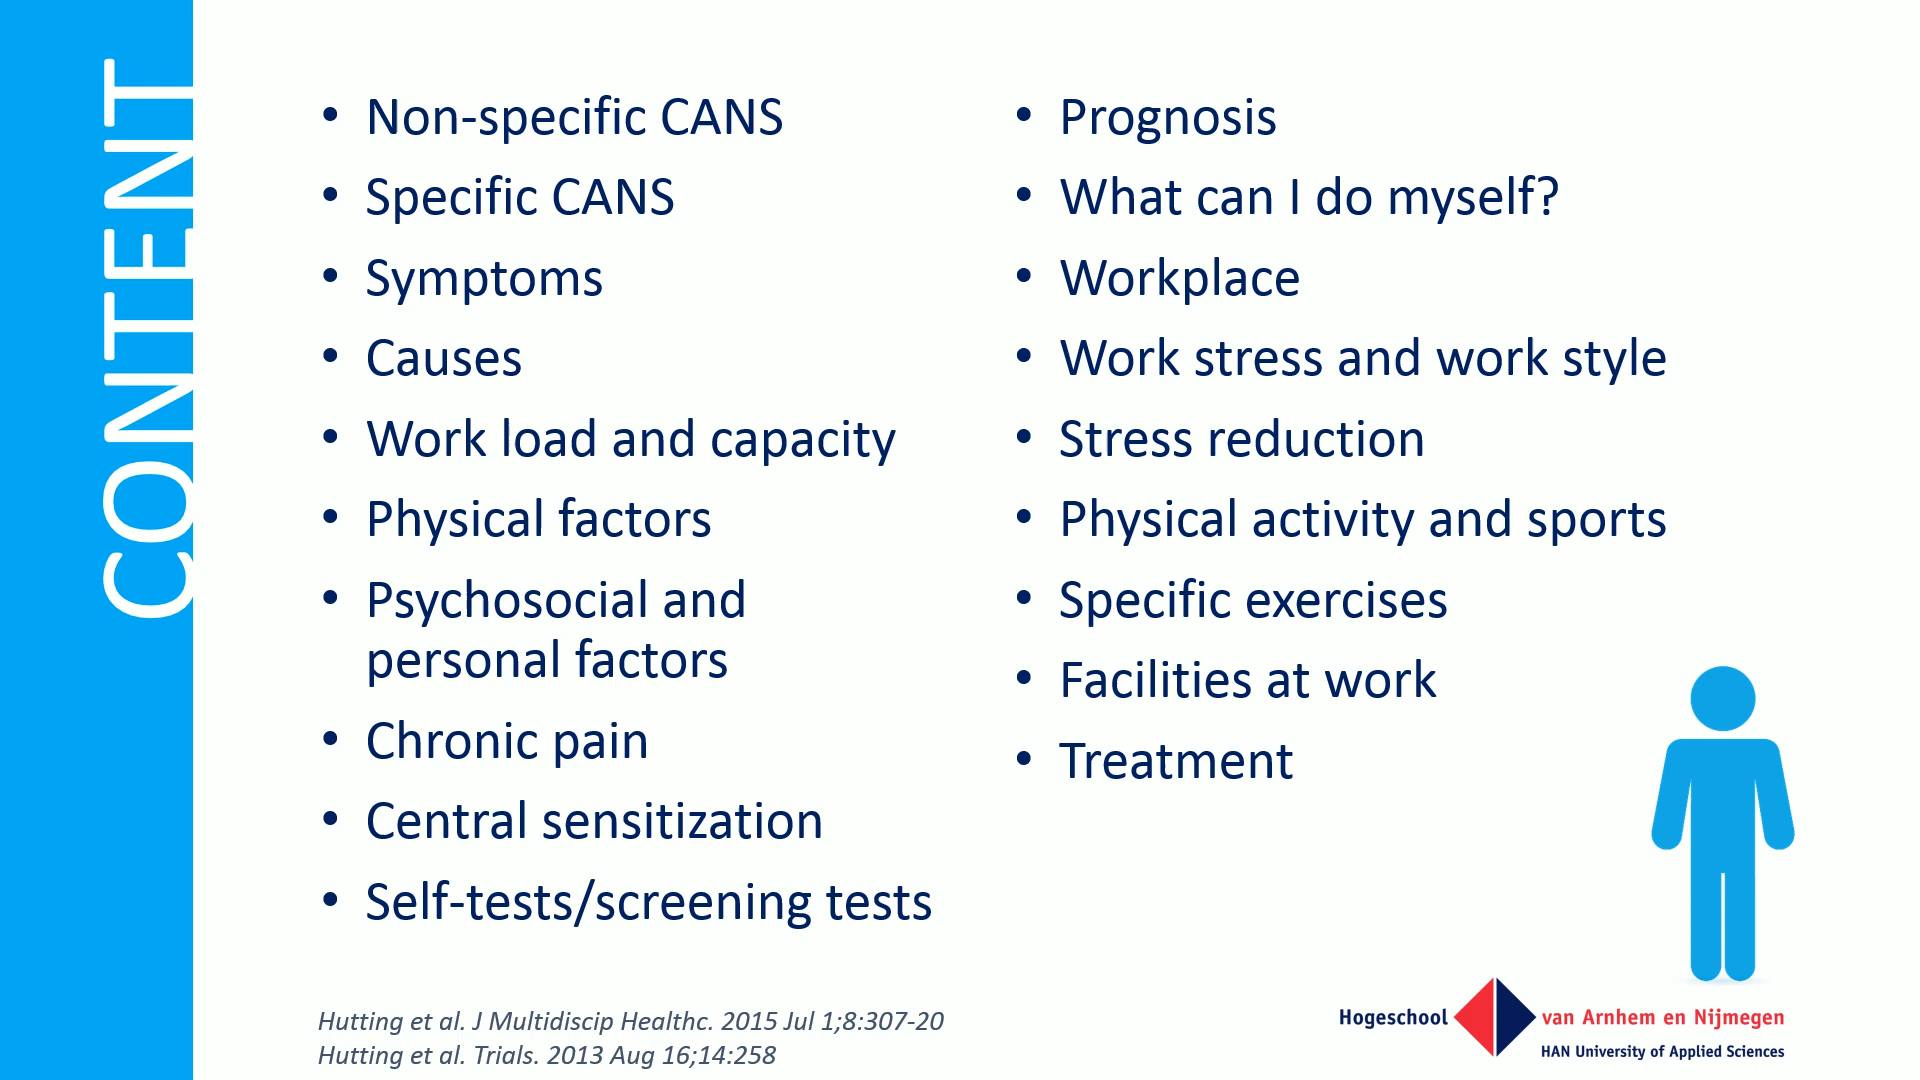 CONTENT
• Non-specific CANS
• Specific CANS
• Symptoms
• Causes
• Work load and capacity
• Physical factors
• Psychosocial and
personal factors
• Chronic pain
• Central sensitization
• Self-tests/screening tests
• Prognosis
• What can I do myself?
• Workplace
• Work stress and work style
• Stress reduction
• Physical activity and sports
• Specific exercises
• Facilities at work
• Treatment
Hutting et al. J Multidiscip Healthc. 2015 Jul 1;8:307-20
Hutting et al. Trials. 2013 Aug 16;14:258
Hogeschool van Arnhem en Nijmegen
HAN University of Applied Sciences